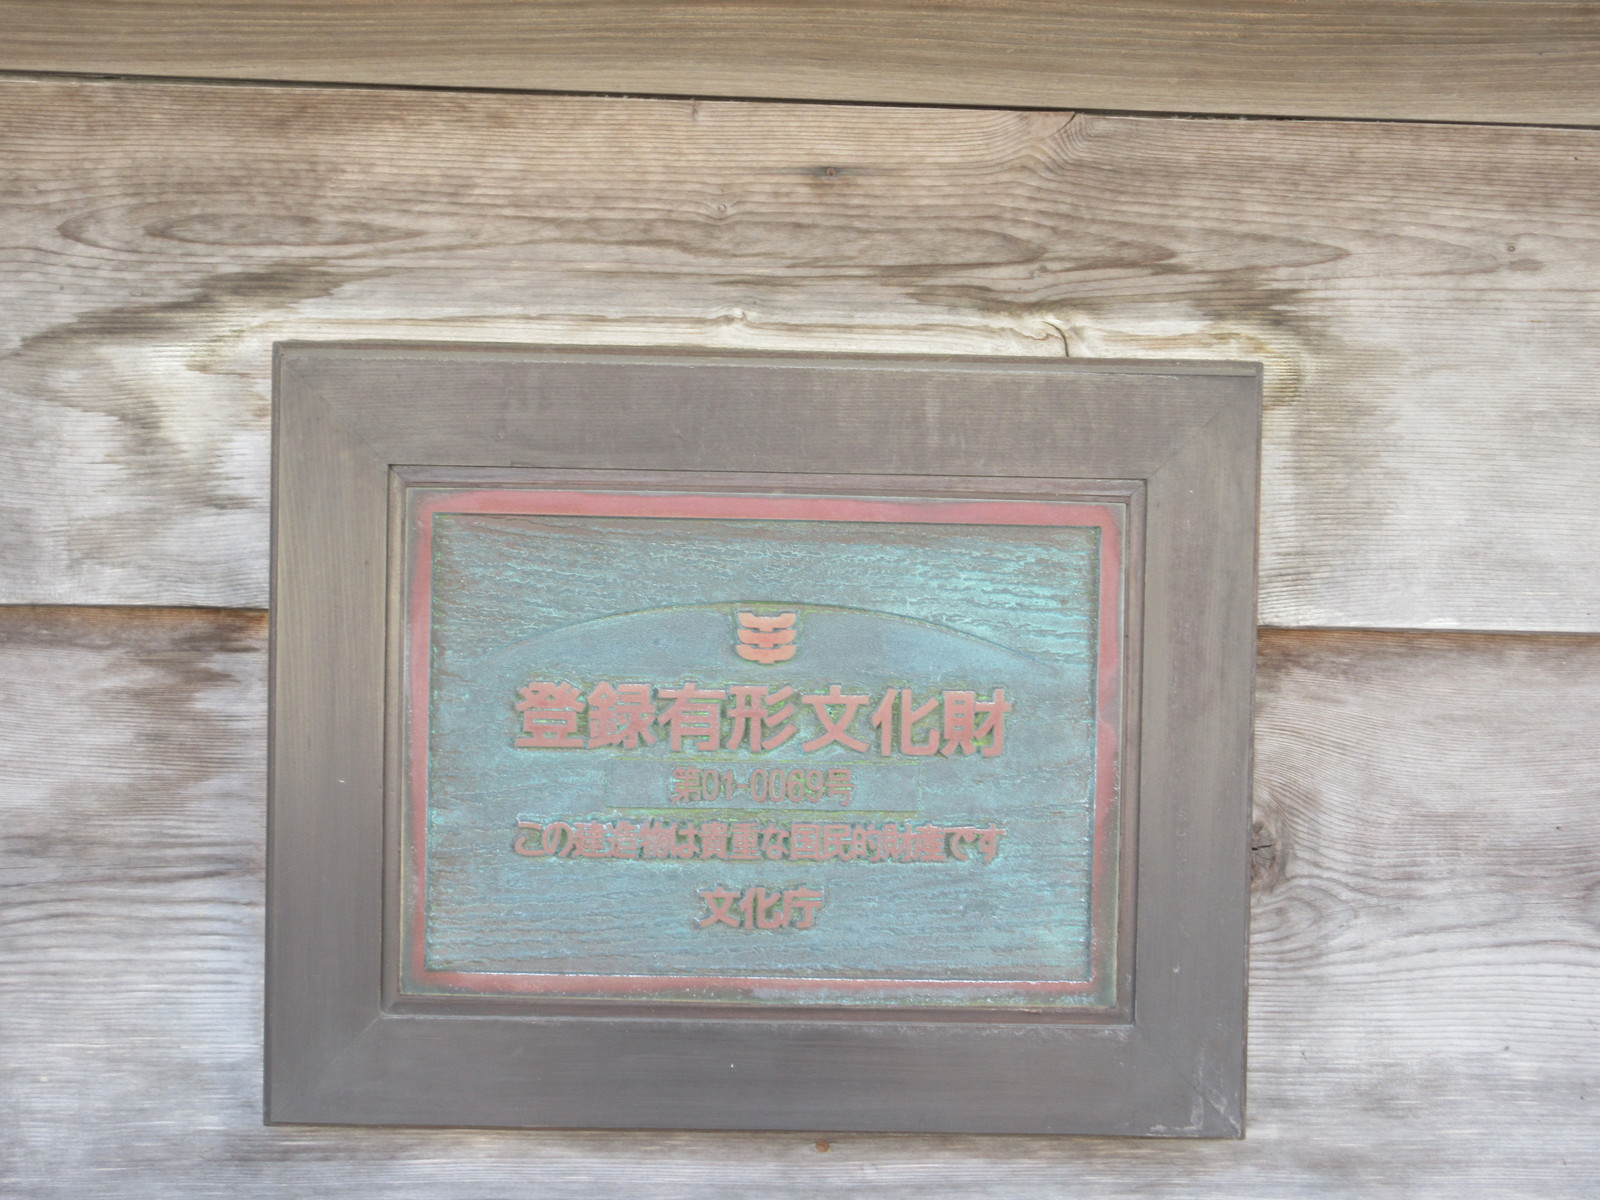 登録有形文化財
第01-0069号
この建造物は貴重な国民的財産です
文化庁